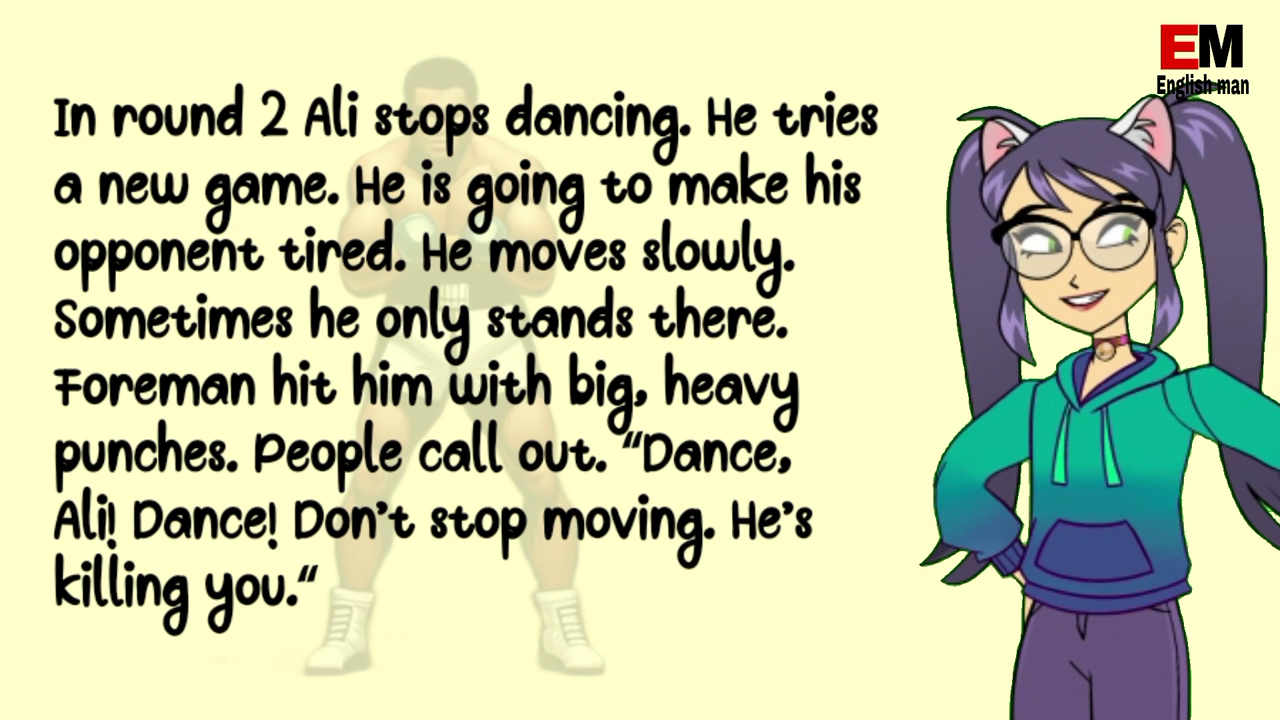 EM
English man
In round 2 Ali stops dancing. He tries
a new game. He is going to make his
opponent tired. He moves slowly.
Sometimes he only stands there.
Foreman hit him with big, heavy
punches. People call out. “Dance,
Ali! Dance! Don’t stop moving. He’s
killing you.“